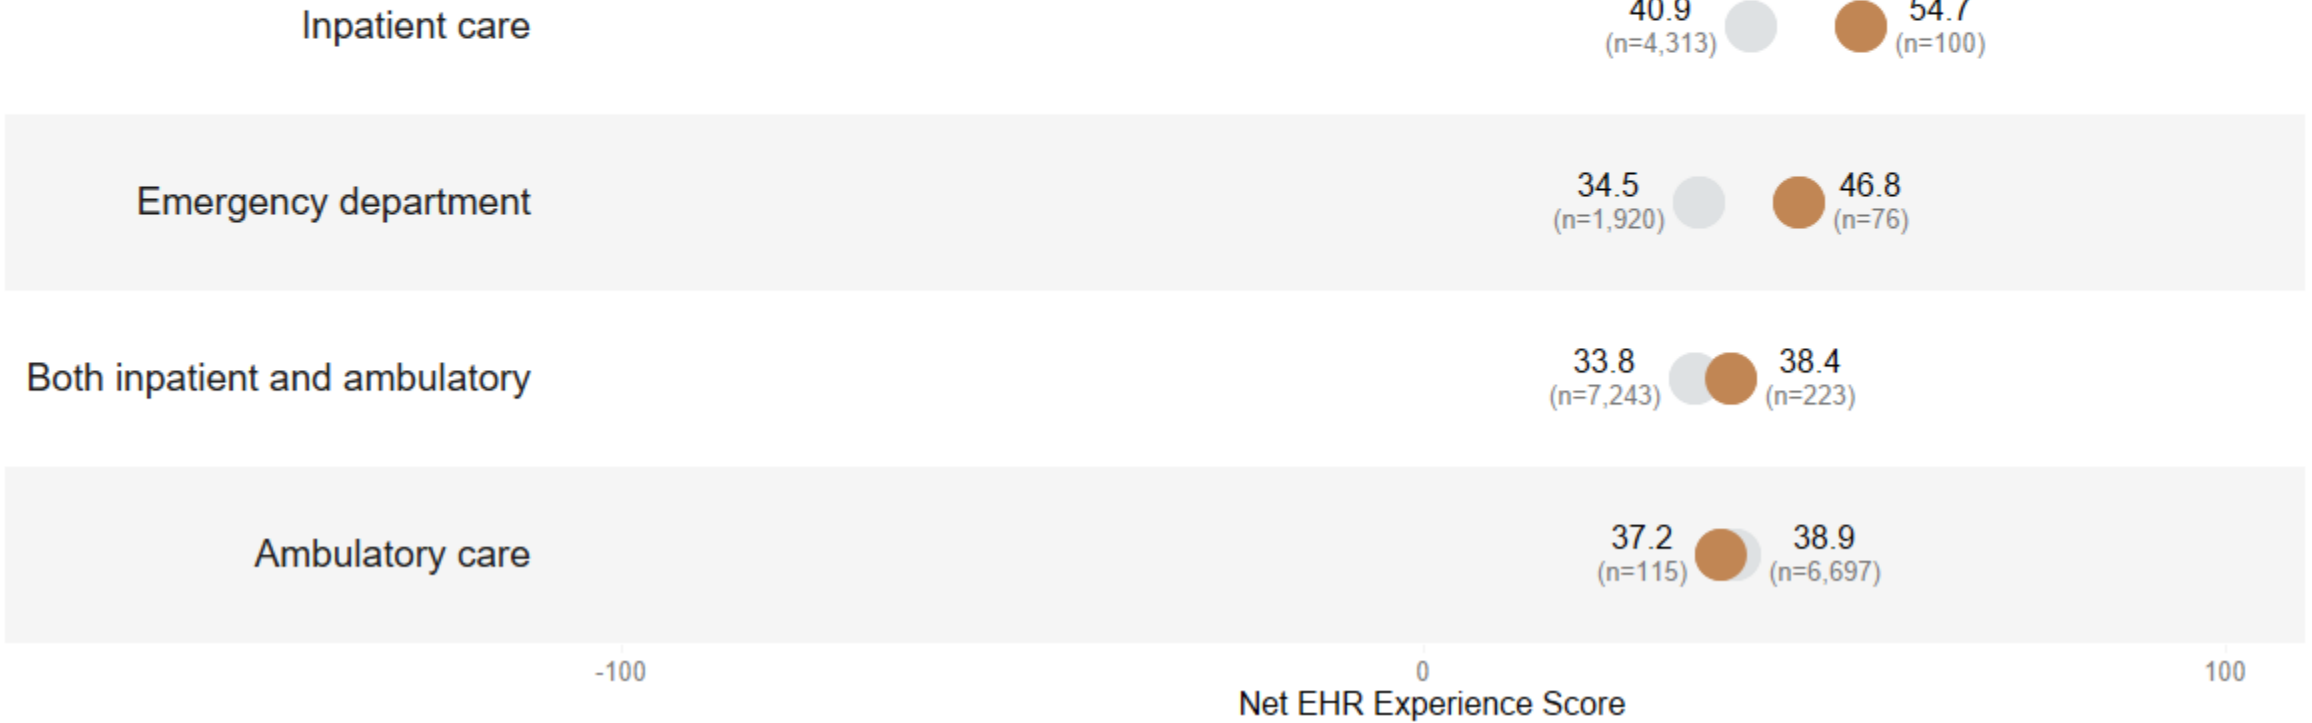 Inpatient care
40.9
(n=4,313)
54.7
(n=100)
Emergency department
34.5
(n=1,920)
46.8
(n=76)
Both inpatient and ambulatory
33.8
(n=7,243)
38.4
(n=223)
Ambulatory care
37.2
(n=115)
38.9
(n=6,697)
-100
0
100
Net EHR Experience Score